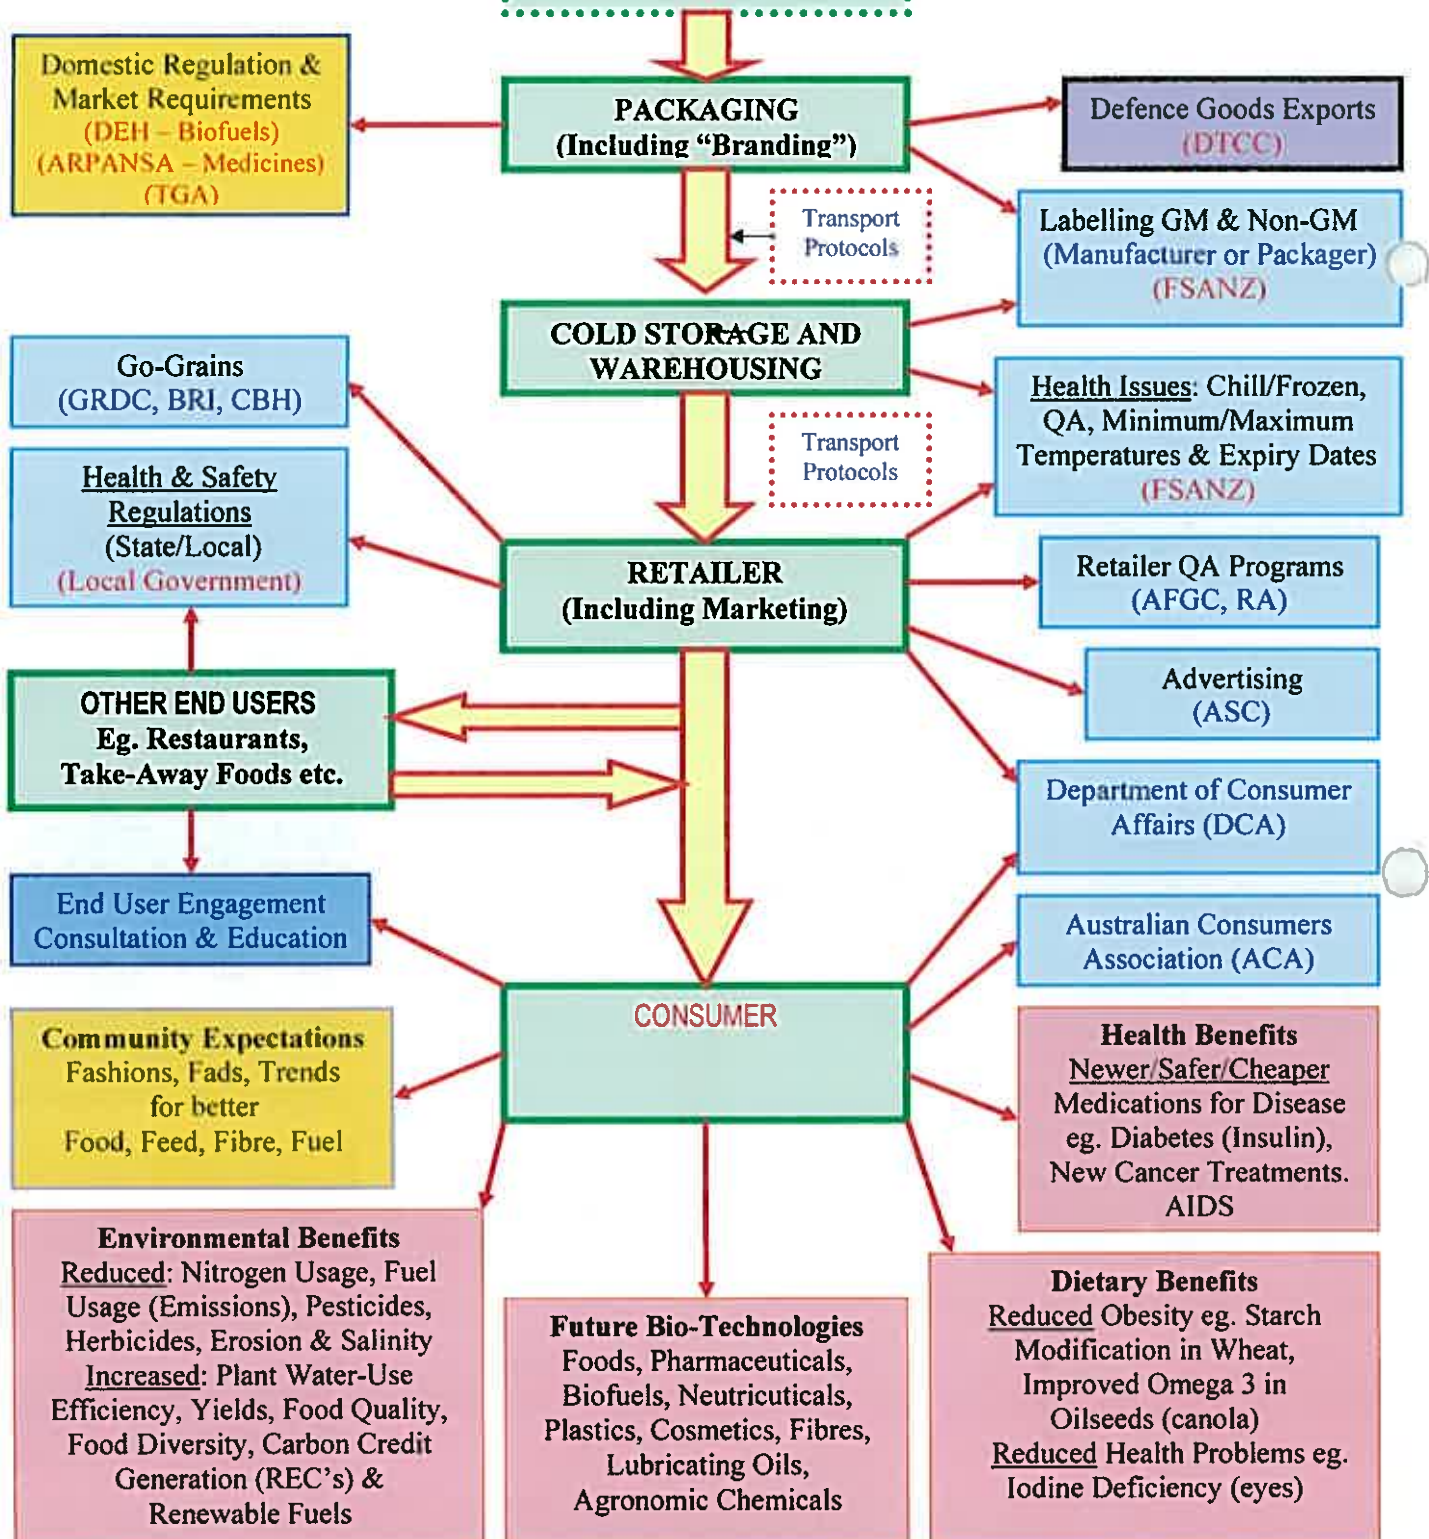 Domestic Regulation &
Market Requirements
(DEH – Biofuels)
(ARPANSA – Medicines)
(TGA)
PACKAGING
(Including “Branding”)
Defence Goods Exports
(DTCC)
Transport
Protocols
Labelling GM & Non-GM
(Manufacturer or Packager)
(FSANZ)
COLD STORAGE AND
WAREHOUSING
Go-Grains
(GRDC, BRI, CBH)
Health Issues: Chill/Frozen,
QA, Minimum/Maximum
Temperatures & Expiry Dates
(FSANZ)
Transport
Protocols
Health & Safety
Regulations
(State/Local)
(Local Government)
RETAILER
(Including Marketing)
Retailer QA Programs
(AFGC, RA)
Advertising
(ASC)
OTHER END USERS
Eg. Restaurants,
Take-Away Foods etc.
Department of Consumer
Affairs (DCA)
End User Engagement
Consultation & Education
Australian Consumers
Association (ACA)
CONSUMER
Community Expectations
Fashions, Fads, Trends
for better
Food, Feed, Fibre, Fuel
Health Benefits
Newer/Safer/Cheaper
Medications for Disease
eg. Diabetes (Insulin),
New Cancer Treatments.
AIDS
Environmental Benefits
Reduced: Nitrogen Usage, Fuel
Usage (Emissions), Pesticides,
Herbicides, Erosion & Salinity
Increased: Plant Water-Use
Efficiency, Yields, Food Quality,
Food Diversity, Carbon Credit
Generation (REC’s) &
Renewable Fuels
Future Bio-Technologies
Foods, Pharmaceuticals,
Biofuels, Neutricuticals,
Plastics, Cosmetics, Fibres,
Lubricating Oils,
Agronomic Chemicals
Dietary Benefits
Reduced Obesity eg. Starch
Modification in Wheat,
Improved Omega 3 in
Oilseeds (canola)
Reduced Health Problems eg.
Iodine Deficiency (eyes)